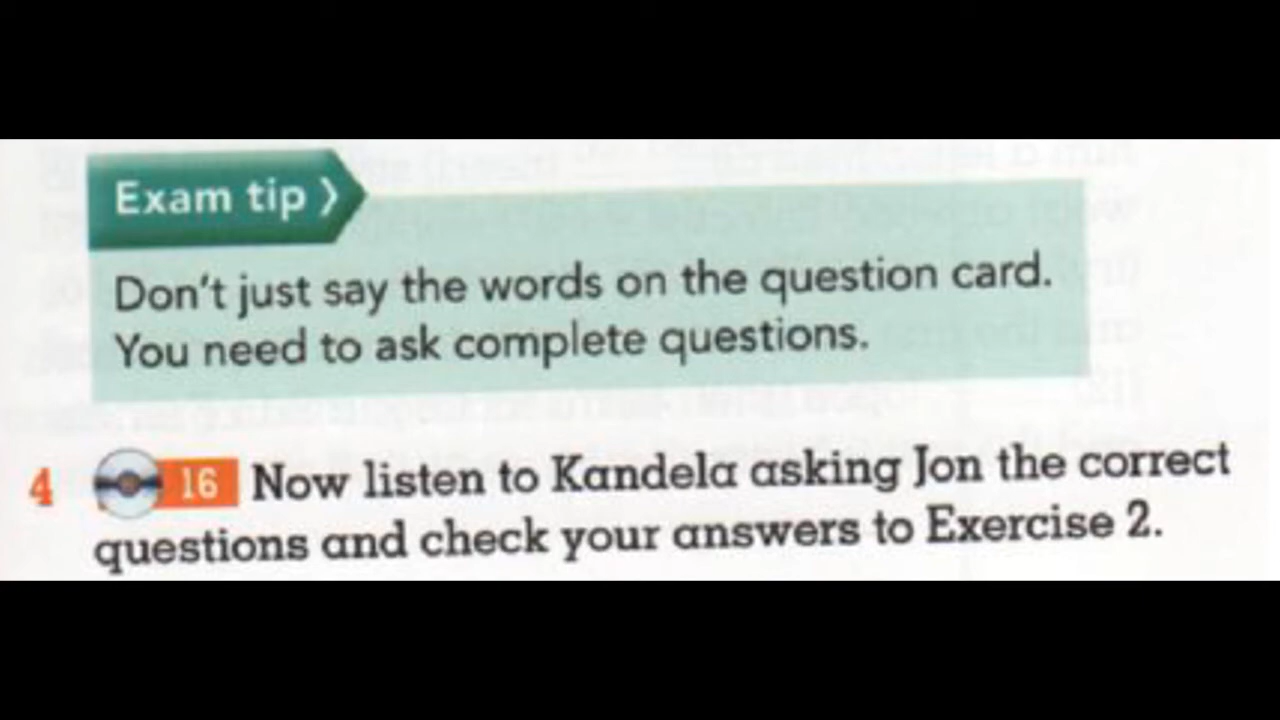 Exam tip 〉
Don't just say the words on the question card.
You need to ask complete questions.
4 16 Now listen to Kandela asking Jon the correct
questions and check your answers to Exercise 2.